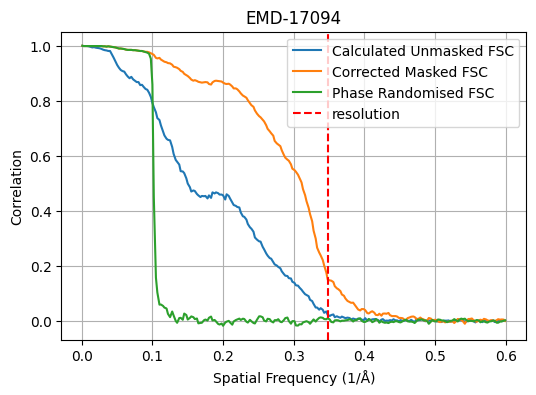 EMD-17094
Calculated Unmasked FSC
Corrected Masked FSC
Phase Randomised FSC
resolution
Correlation
1.0
0.8
0.6
0.4
0.2
0.0
0.0 0.1 0.2 0.3 0.4 0.5 0.6
Spatial Frequency (1/Å)